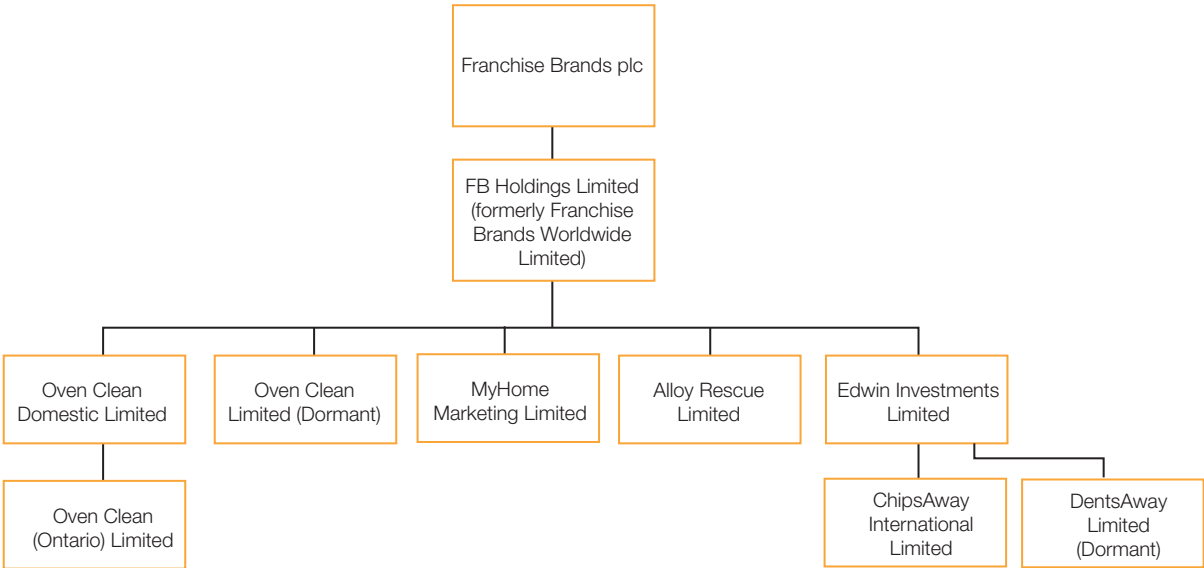 Franchise Brands plc
FB Holdings Limited
(formerly Franchise
Brands Worldwide
Limited)
Oven Clean
Domestic Limited
Oven Clean
Limited (Dormant)
MyHome
Marketing Limited
Alloy Rescue
Limited
Edwin Investments
Limited
Oven Clean
(Ontario) Limited
ChipsAway
International
Limited
DentsAway
Limited
(Dormant)